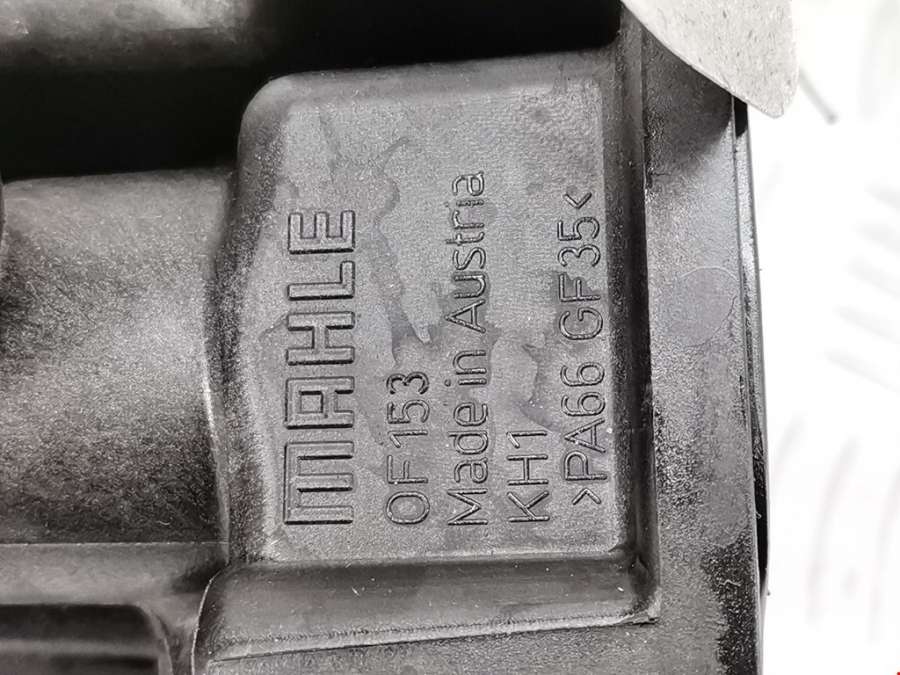 MAHLE
OF153
Made in Austria
KH1
>PA66 GF35<